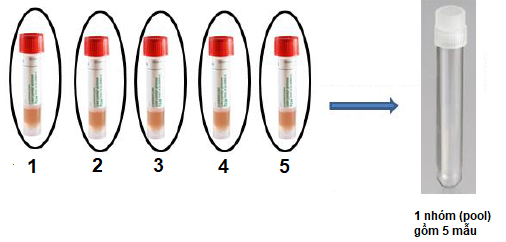 1 2 3 4 5
1 nhóm (pool)
gồm 5 mẫu